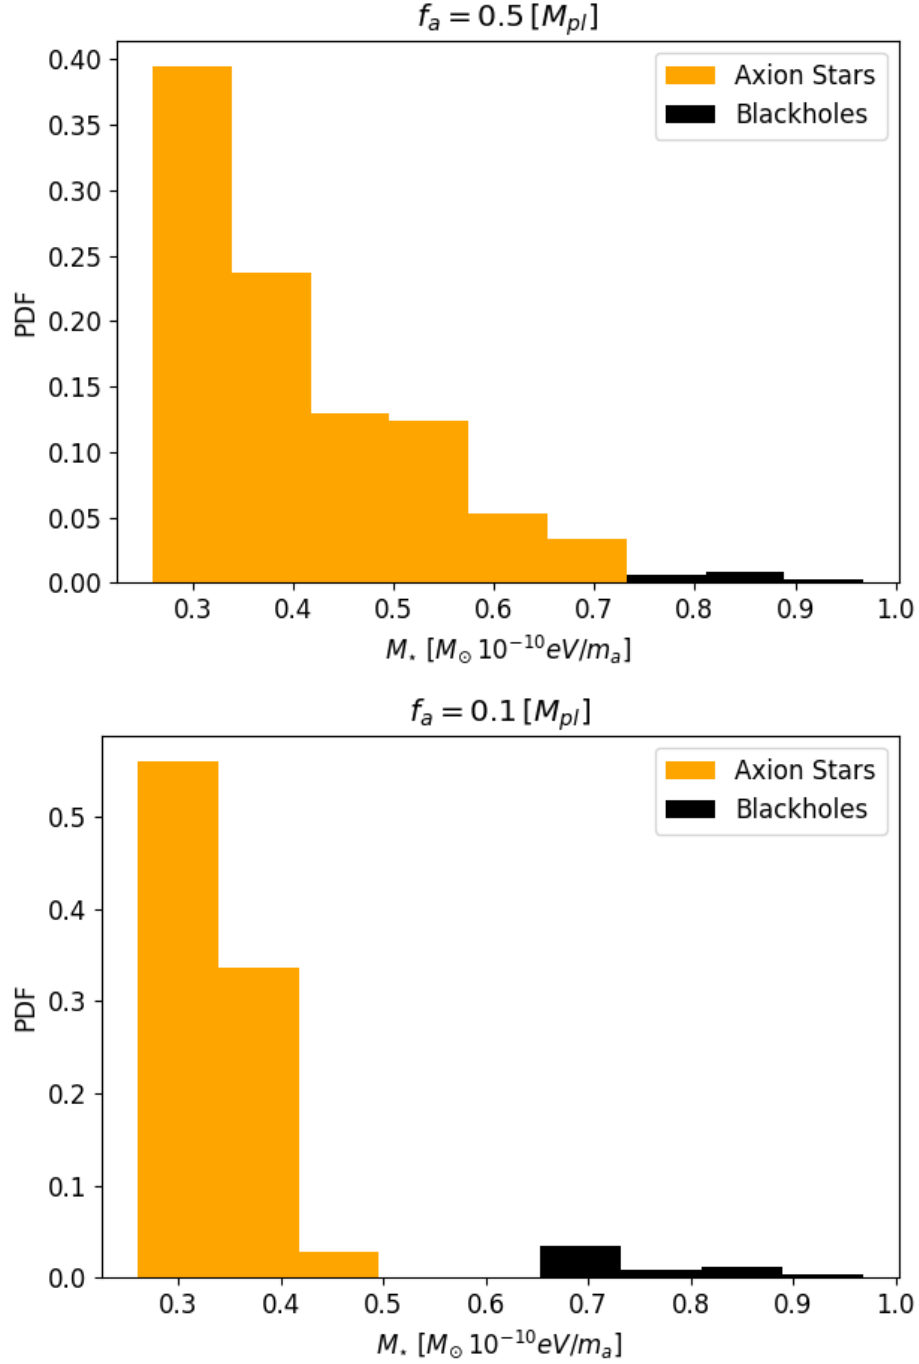 f_a = 0.5 [M_{pl}]
0.40
0.35
0.30
0.25
0.20
0.15
0.10
0.05
0.00
PDF
Axion Stars
Blackholes
0.3 0.4 0.5 0.6 0.7 0.8 0.9 1.0
M_⋆ [M_⊙ 10^{-10} eV/m_a]
f_a = 0.1 [M_{pl}]
0.5
0.4
0.3
0.2
0.1
0.0
PDF
Axion Stars
Blackholes
0.3 0.4 0.5 0.6 0.7 0.8 0.9 1.0
M_⋆ [M_⊙ 10^{-10} eV/m_a]